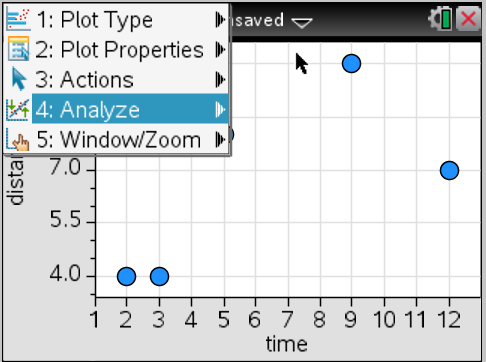 1: Plot Type
2: Plot Properties
3: Actions
4: Analyze
5: Window/Zoom
7.0
5.5
4.0
1 2 3 4 5 6 7 8 9 10 11 12
time